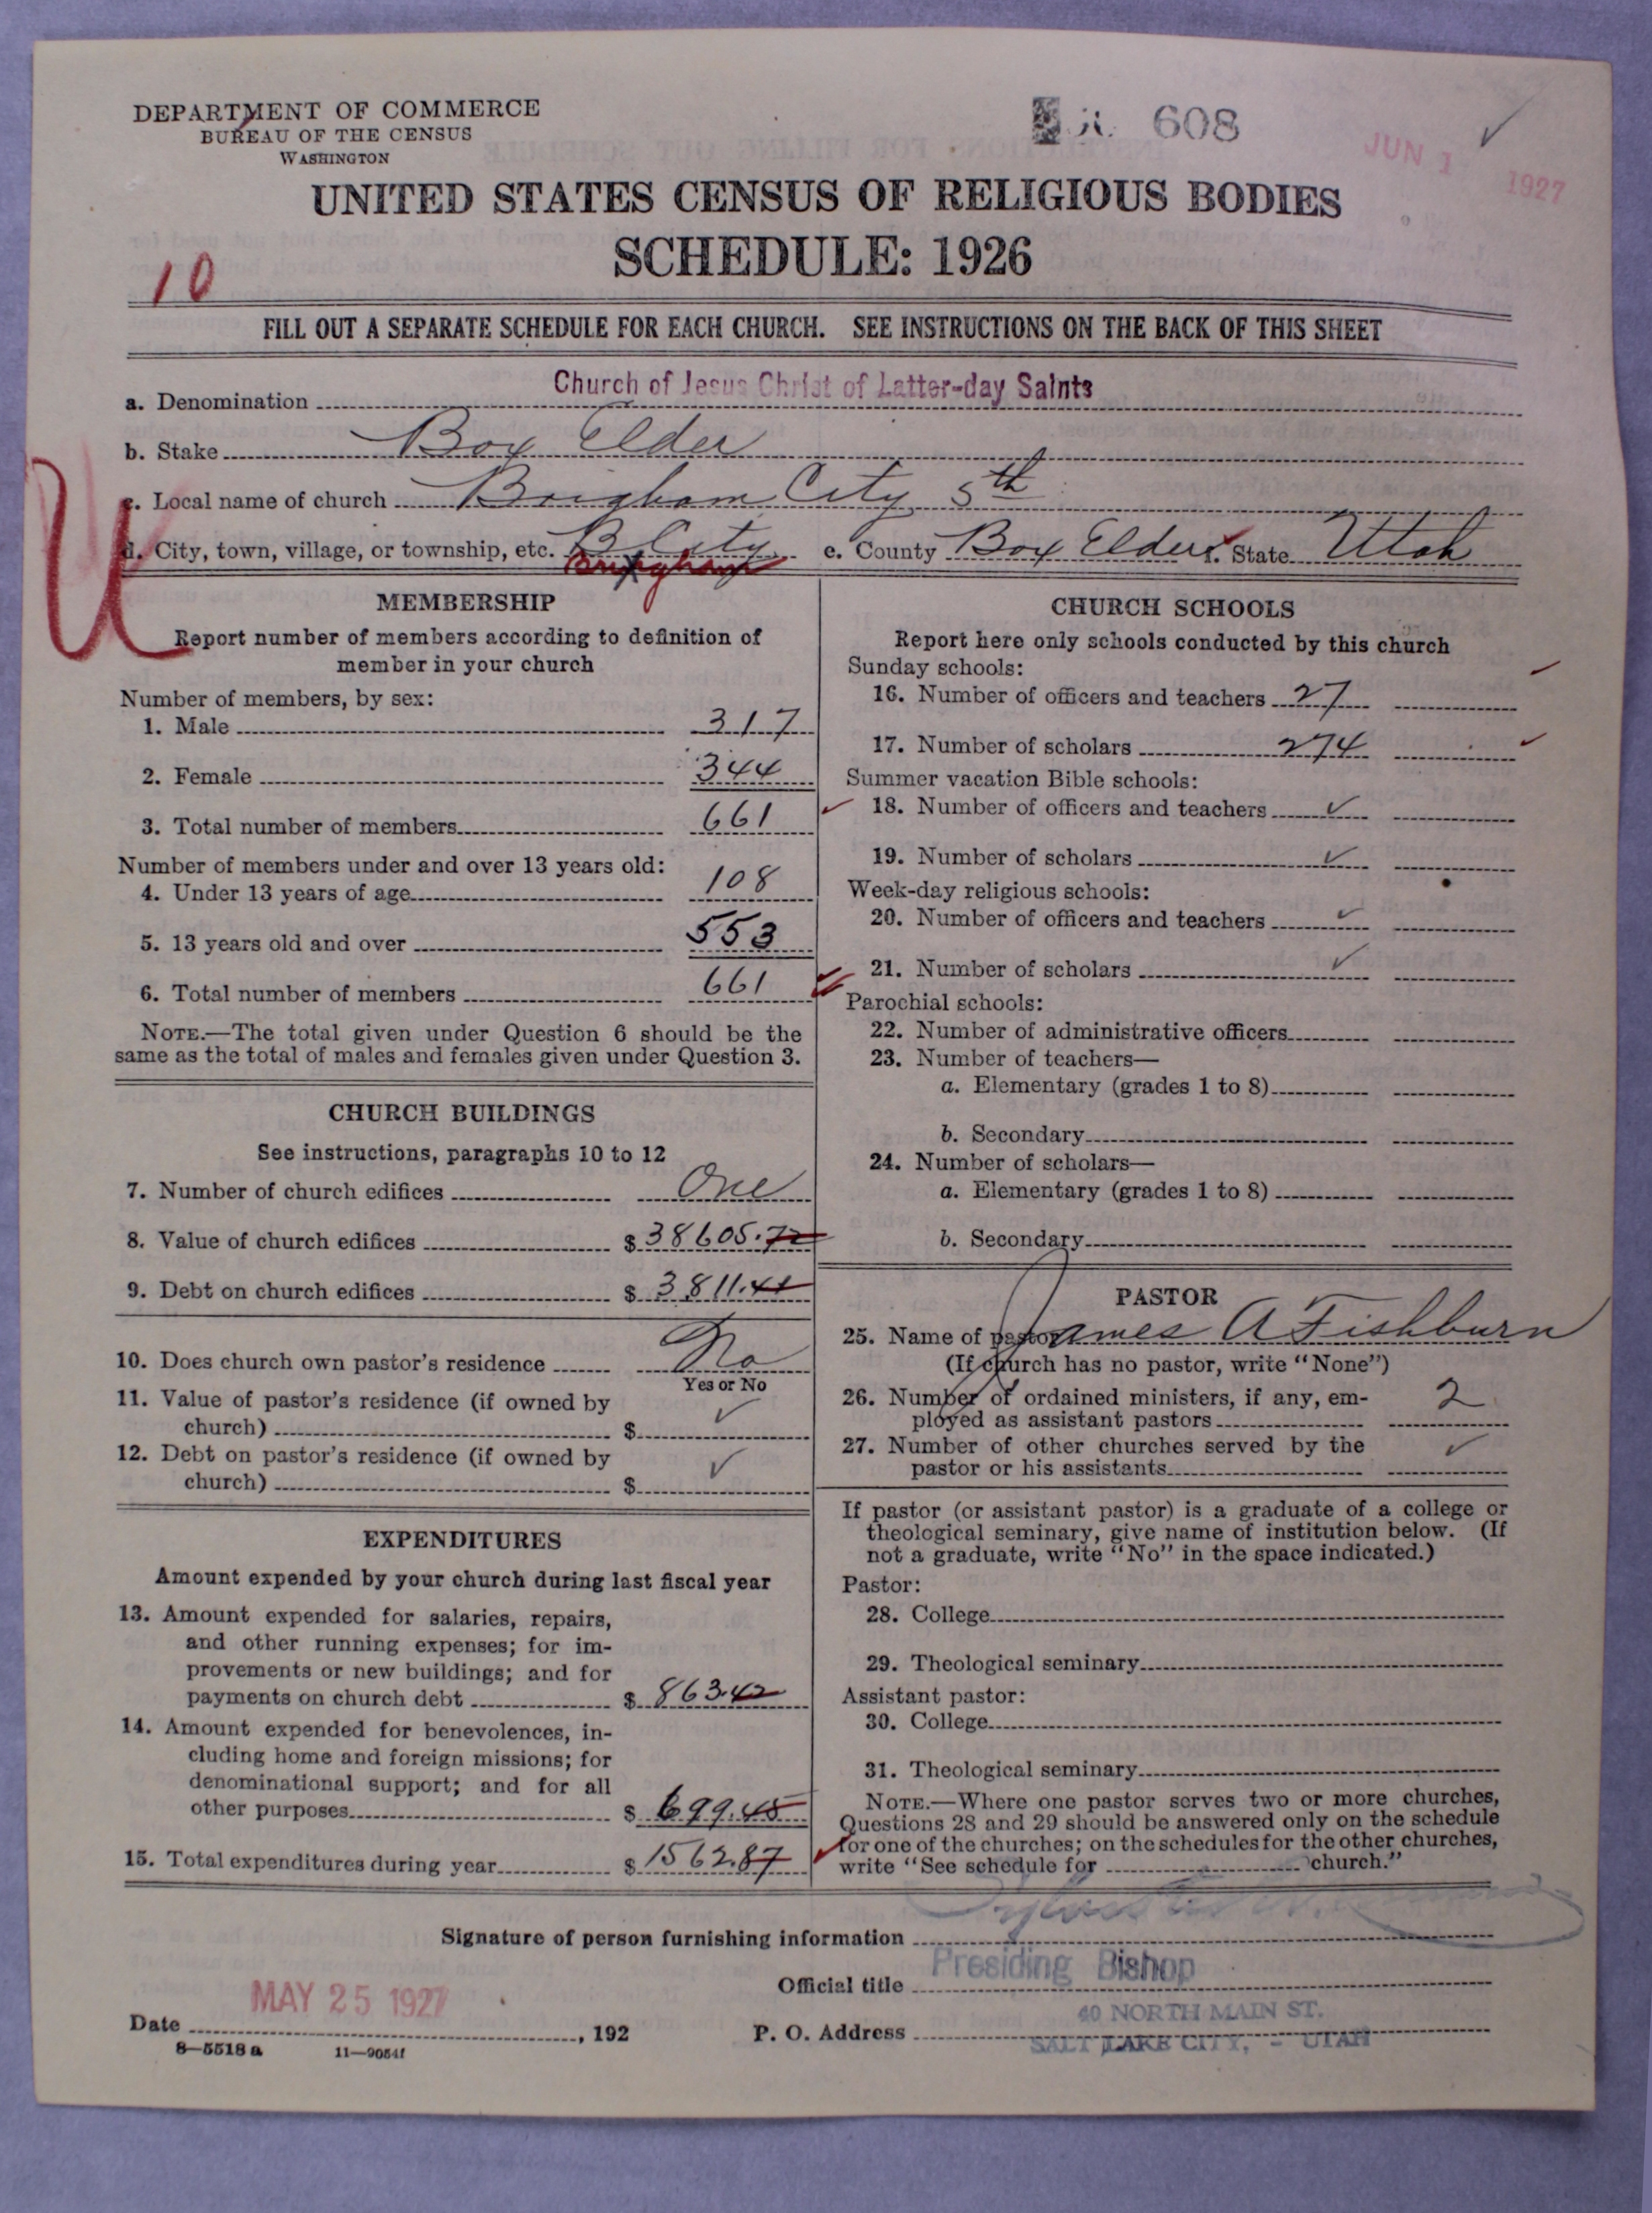 DEPARTMENT OF COMMERCE
BUREAU OF THE CENSUS
WASHINGTON
608
JUN 1 1927
UNITED STATES CENSUS OF RELIGIOUS BODIES
SCHEDULE: 1926
10
FILL OUT A SEPARATE SCHEDULE FOR EACH CHURCH. SEE INSTRUCTIONS ON THE BACK OF THIS SHEET
a. Denomination Church of Jesus Christ of Latter-day Saints
b. Stake Box Elder
c. Local name of church Brigham City 5th
d. City, town, village, or township, etc. B City e. County Box Elder f. State Utah
Brigham
U
MEMBERSHIP
Report number of members according to definition of
member in your church
Number of members, by sex:
1. Male 317
2. Female 344
3. Total number of members 661
Number of members under and over 13 years old:
4. Under 13 years of age 108
5. 13 years old and over 553
6. Total number of members 661
NOTE.—The total given under Question 6 should be the
same as the total of males and females given under Question 3.
CHURCH BUILDINGS
See instructions, paragraphs 10 to 12
7. Number of church edifices One
8. Value of church edifices $ 38605.72
9. Debt on church edifices $ 3811.41
10. Does church own pastor's residence No
Yes or No
11. Value of pastor's residence (if owned by
church) $ ✓
12. Debt on pastor's residence (if owned by
church) $ ✓
EXPENDITURES
Amount expended by your church during last fiscal year
13. Amount expended for salaries, repairs,
and other running expenses; for im-
provements or new buildings; and for
payments on church debt $ 863.42
14. Amount expended for benevolences, in-
cluding home and foreign missions; for
denominational support; and for all
other purposes $ 699.45
15. Total expenditures during year $ 1562.87
CHURCH SCHOOLS
Report here only schools conducted by this church
Sunday schools:
16. Number of officers and teachers 27
17. Number of scholars 274
Summer vacation Bible schools:
18. Number of officers and teachers ✓
19. Number of scholars ✓
Week-day religious schools:
20. Number of officers and teachers ✓
21. Number of scholars ✓
Parochial schools:
22. Number of administrative officers
23. Number of teachers—
a. Elementary (grades 1 to 8)
b. Secondary
24. Number of scholars—
a. Elementary (grades 1 to 8)
b. Secondary
PASTOR
25. Name of pastor James A Fishburn
(If church has no pastor, write "None")
26. Number of ordained ministers, if any, em-
ployed as assistant pastors 2
27. Number of other churches served by the
pastor or his assistants ✓
If pastor (or assistant pastor) is a graduate of a college or
theological seminary, give name of institution below. (If
not a graduate, write "No" in the space indicated.)
Pastor:
28. College
29. Theological seminary
Assistant pastor:
30. College
31. Theological seminary
NOTE.—Where one pastor serves two or more churches,
Questions 28 and 29 should be answered only on the schedule
for one of the churches; on the schedules for the other churches,
write "See schedule for church."
Signature of person furnishing information
Official title Presiding Bishop
MAY 25 1927
Date , 192
P. O. Address 40 NORTH MAIN ST.
SALT LAKE CITY, - UTAH
8—5518 a 11—9054f